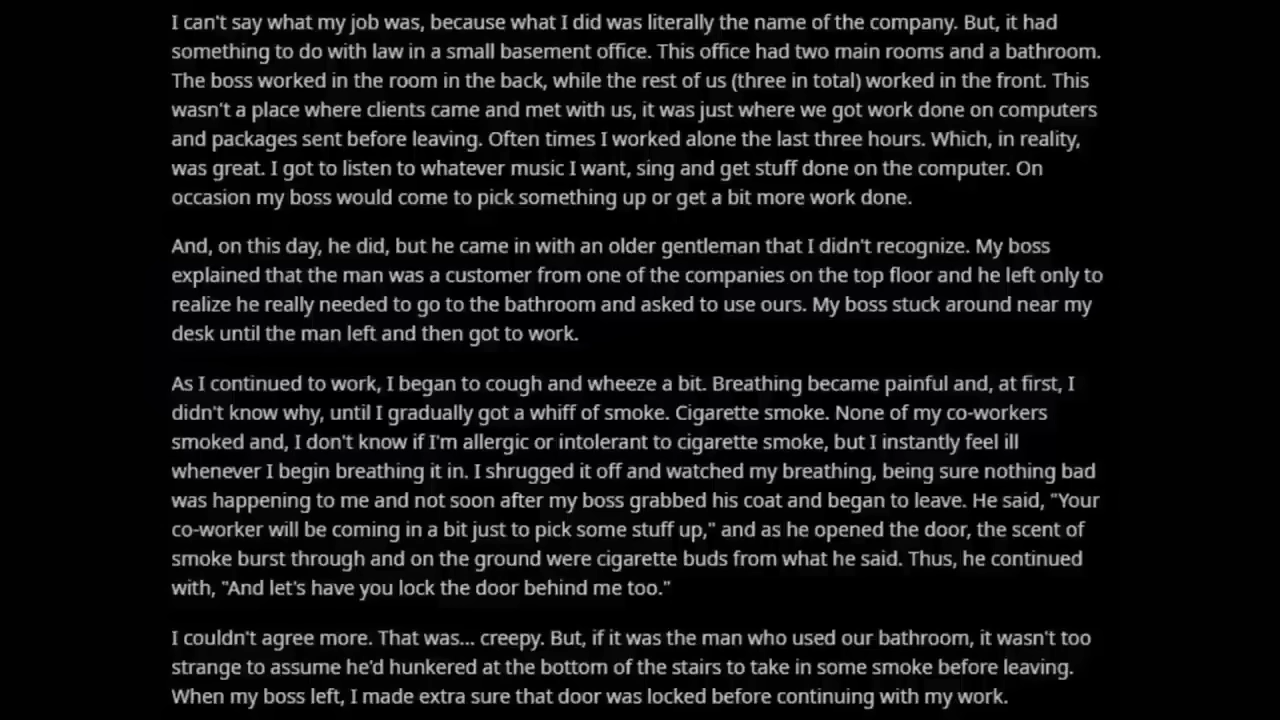 I can't say what my job was, because what I did was literally the name of the company. But, it had
something to do with law in a small basement office. This office had two main rooms and a bathroom.
The boss worked in the room in the back, while the rest of us (three in total) worked in the front. This
wasn't a place where clients came and met with us, it was just where we got work done on computers
and packages sent before leaving. Often times I worked alone the last three hours. Which, in reality,
was great. I got to listen to whatever music I want, sing and get stuff done on the computer. On
occasion my boss would come to pick something up or get a bit more work done.
And, on this day, he did, but he came in with an older gentleman that I didn't recognize. My boss
explained that the man was a customer from one of the companies on the top floor and he left only to
realize he really needed to go to the bathroom and asked to use ours. My boss stuck around near my
desk until the man left and then got to work.
As I continued to work, I began to cough and wheeze a bit. Breathing became painful and, at first, I
didn't know why, until I gradually got a whiff of smoke. Cigarette smoke. None of my co-workers
smoked and, I don't know if I'm allergic or intolerant to cigarette smoke, but I instantly feel ill
whenever I begin breathing it in. I shrugged it off and watched my breathing, being sure nothing bad
was happening to me and not soon after my boss grabbed his coat and began to leave. He said, "Your
co-worker will be coming in a bit just to pick some stuff up," and as he opened the door, the scent of
smoke burst through and on the ground were cigarette buds from what he said. Thus, he continued
with, "And let's have you lock the door behind me too."
I couldn't agree more. That was... creepy. But, if it was the man who used our bathroom, it wasn't too
strange to assume he'd hunkered at the bottom of the stairs to take in some smoke before leaving.
When my boss left, I made extra sure that door was locked before continuing with my work.